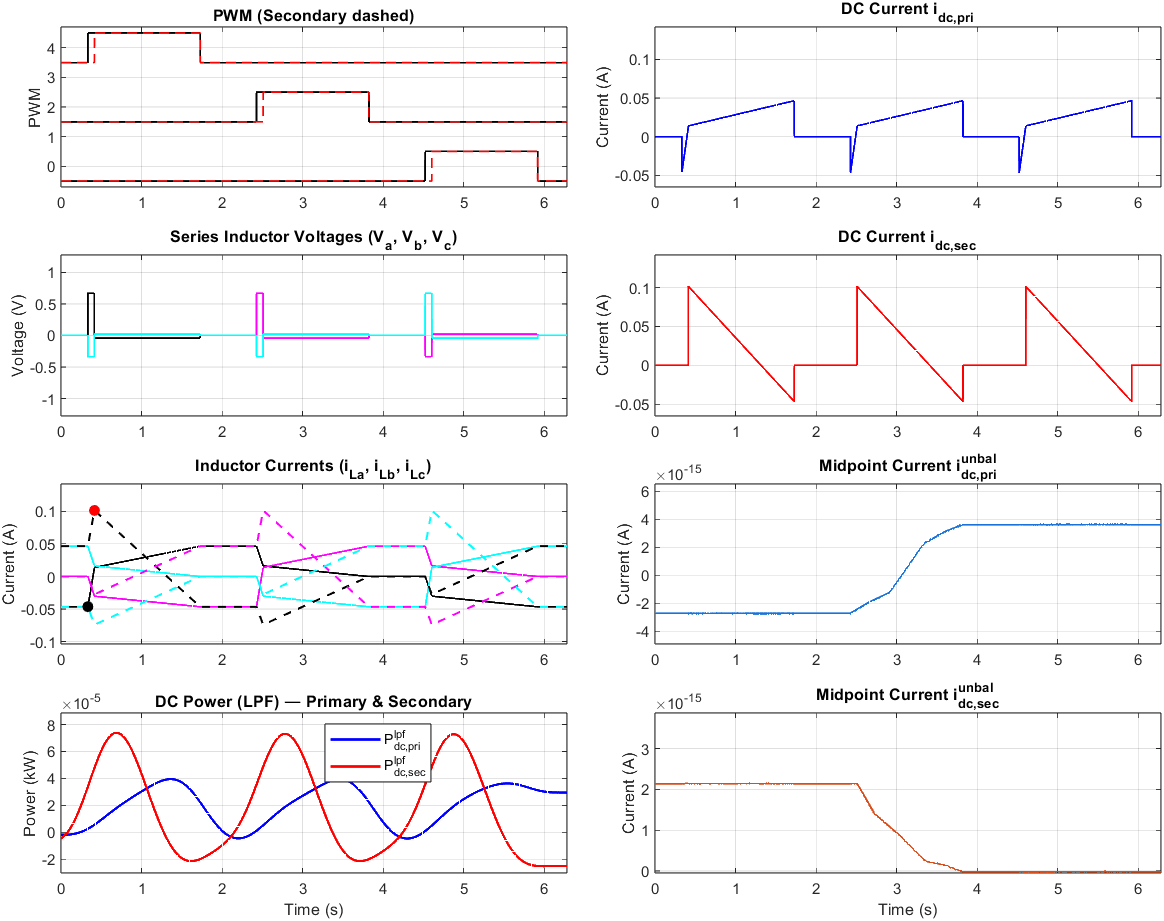 PWM (Secondary dashed)
PWM
4
3
2
1
0
0 1 2 3 4 5 6
DC Current i_dc,pri
Current (A)
0.1
0.05
0
-0.05
0 1 2 3 4 5 6
Series Inductor Voltages (V_a, V_b, V_c)
Voltage (V)
1
0.5
0
-0.5
-1
0 1 2 3 4 5 6
DC Current i_dc,sec
Current (A)
0.1
0.05
0
-0.05
0 1 2 3 4 5 6
Inductor Currents (i_La, i_Lb, i_Lc)
Current (A)
0.1
0.05
0
-0.05
-0.1
0 1 2 3 4 5 6
Midpoint Current i_dc,pri^unbal
×10^-15
Current (A)
6
4
2
0
-2
-4
0 1 2 3 4 5 6
DC Power (LPF) — Primary & Secondary
×10^-5
Power (kW)
8
6
4
2
0
-2
P_dc,pri^lpf
P_dc,sec^lpf
0 1 2 3 4 5 6
Time (s)
Midpoint Current i_dc,sec^unbal
×10^-15
Current (A)
3
2
1
0
0 1 2 3 4 5 6
Time (s)